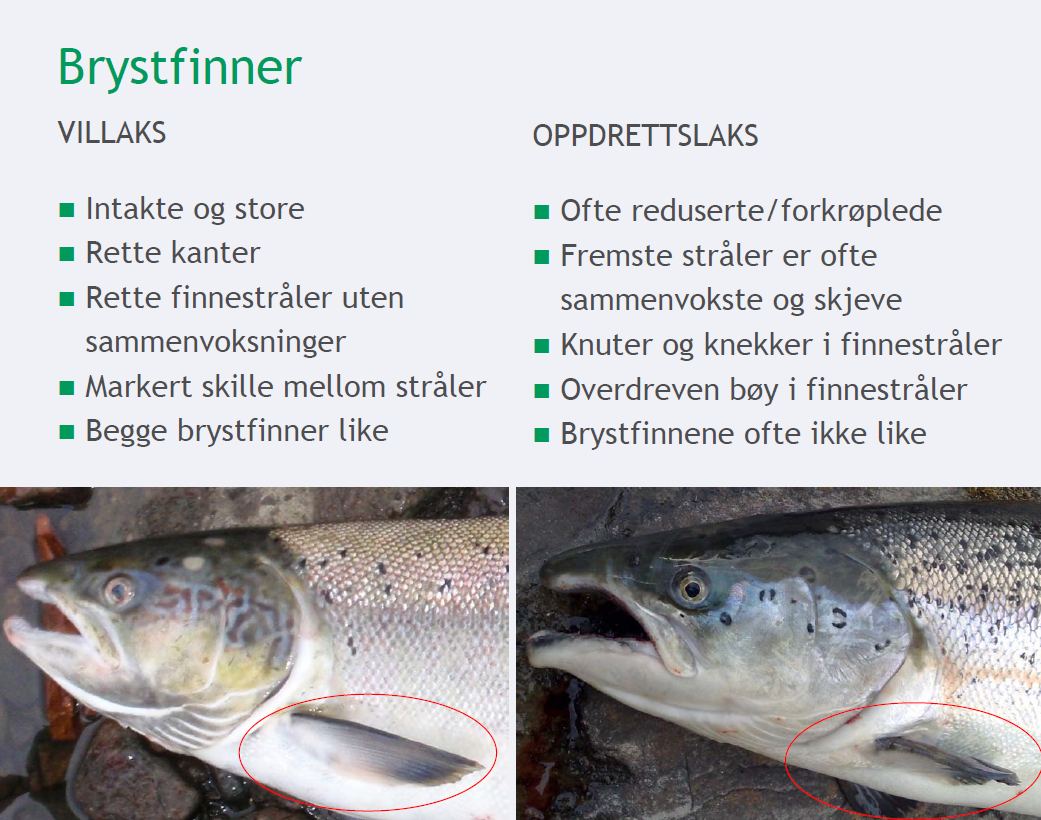 Brystfinner
VILLAKS
■ Intakte og store
■ Rette kanter
■ Rette finnestråler uten
sammenvoksninger
■ Markert skille mellom stråler
■ Begge brystfinner like
OPPDRETTSLAKS
■ Ofte reduserte/forkrøplede
■ Fremste stråler er ofte
sammenvokste og skjeve
■ Knuter og knekker i finnestråler
■ Overdreven bøy i finnestråler
■ Brystfinnene ofte ikke like